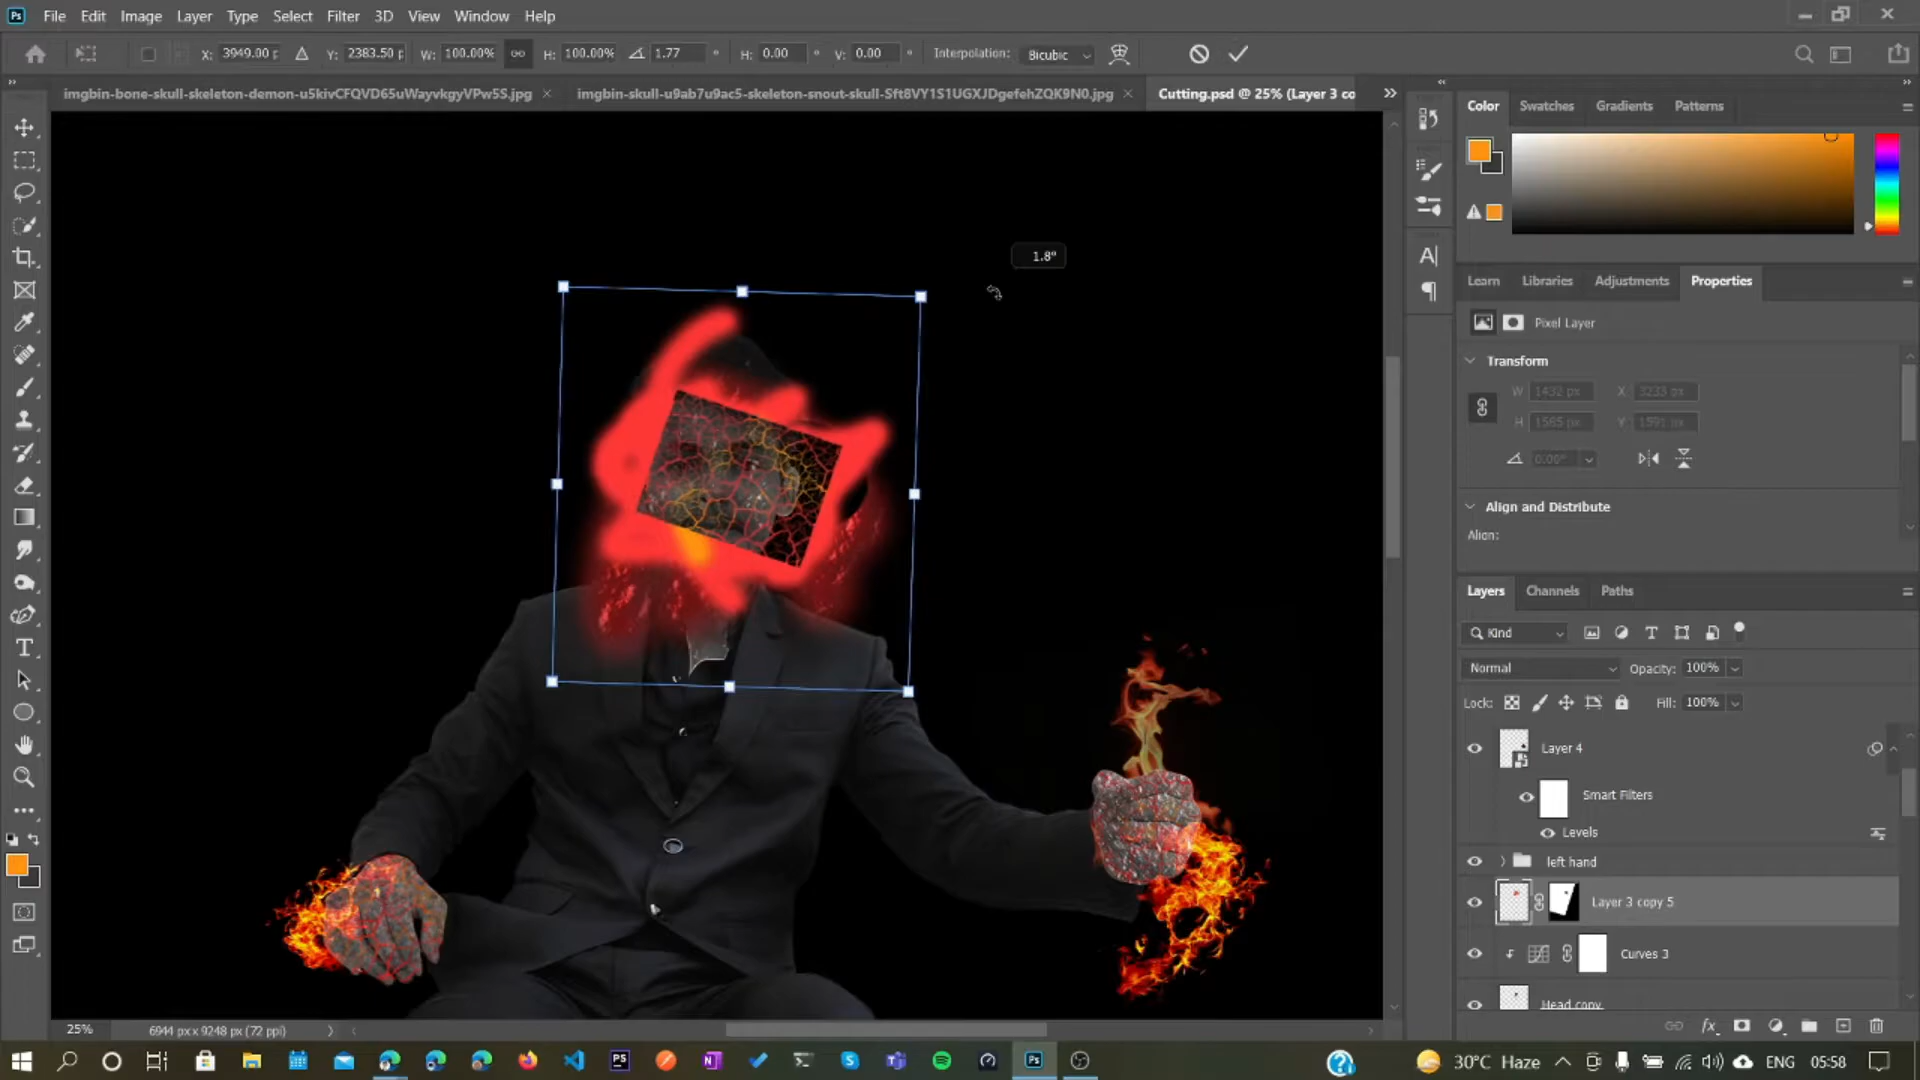 File Edit Image Layer Type Select Filter 3D View Window Help
X: 3949.00 p Y: 2383.50 p W: 100.00% H: 100.00% 1.77 ° H: 0.00 ° V: 0.00 ° Interpolation: Bicubic
imgbin-bone-skull-skeleton-demon-u5kivCFQVD65uWayvkgyVPw5S.jpg × imgbin-skull-u9ab7u9ac5-skeleton-snout-skull-Sft8VY1S1UGXJDgefehZQK9N0.jpg × Cutting.psd @ 25% (Layer 3 co
Color Swatches Gradients Patterns
1.8°
Learn Libraries Adjustments Properties
Pixel Layer
Transform
W 1432 px X 3233 px
H 1585 px Y 1591 px
0.00°
Align and Distribute
Align:
Layers Channels Paths
Kind
Normal Opacity: 100%
Lock: Fill: 100%
Layer 4
Smart Filters
Levels
left hand
Layer 3 copy 5
Curves 3
Head copy
25% 6944 px x 9248 px (72 ppi)
30°C Haze ENG 05:58